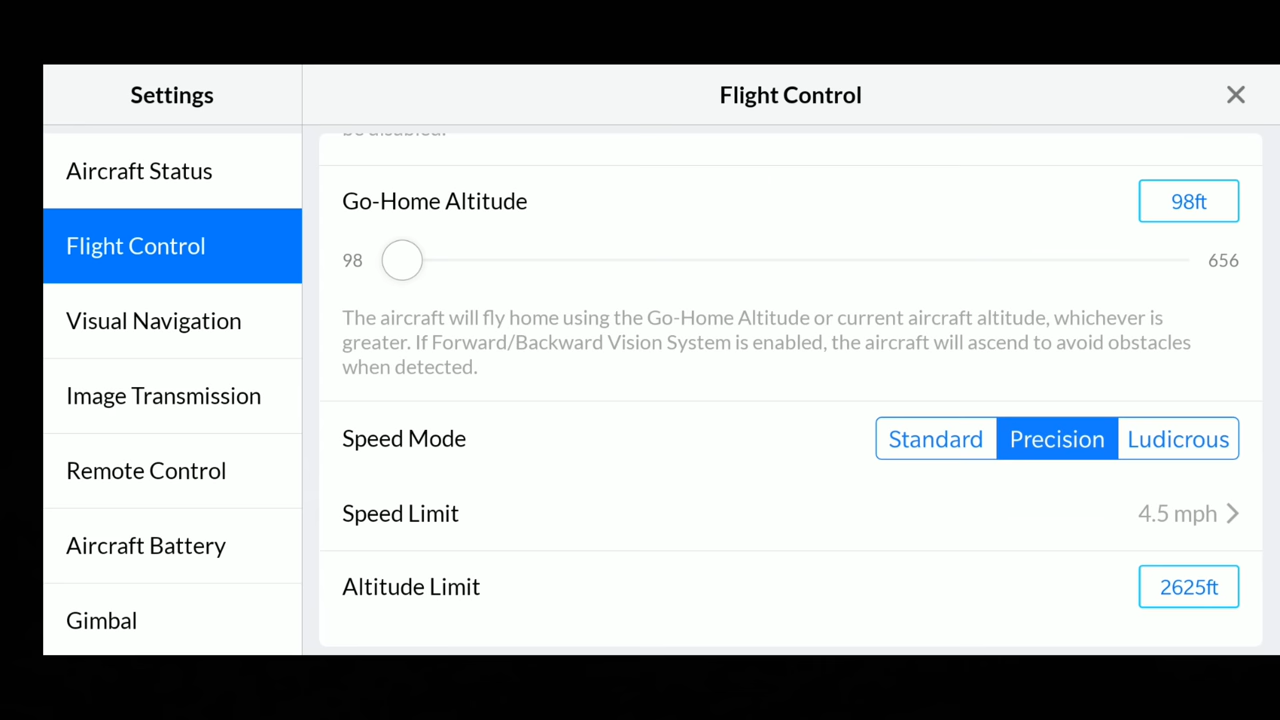 Settings
Flight Control
Aircraft Status
Flight Control
Visual Navigation
Image Transmission
Remote Control
Aircraft Battery
Gimbal
be disabled.
Go-Home Altitude
98ft
98
656
The aircraft will fly home using the Go-Home Altitude or current aircraft altitude, whichever is
greater. If Forward/Backward Vision System is enabled, the aircraft will ascend to avoid obstacles
when detected.
Speed Mode
Standard
Precision
Ludicrous
Speed Limit
4.5 mph
Altitude Limit
2625ft